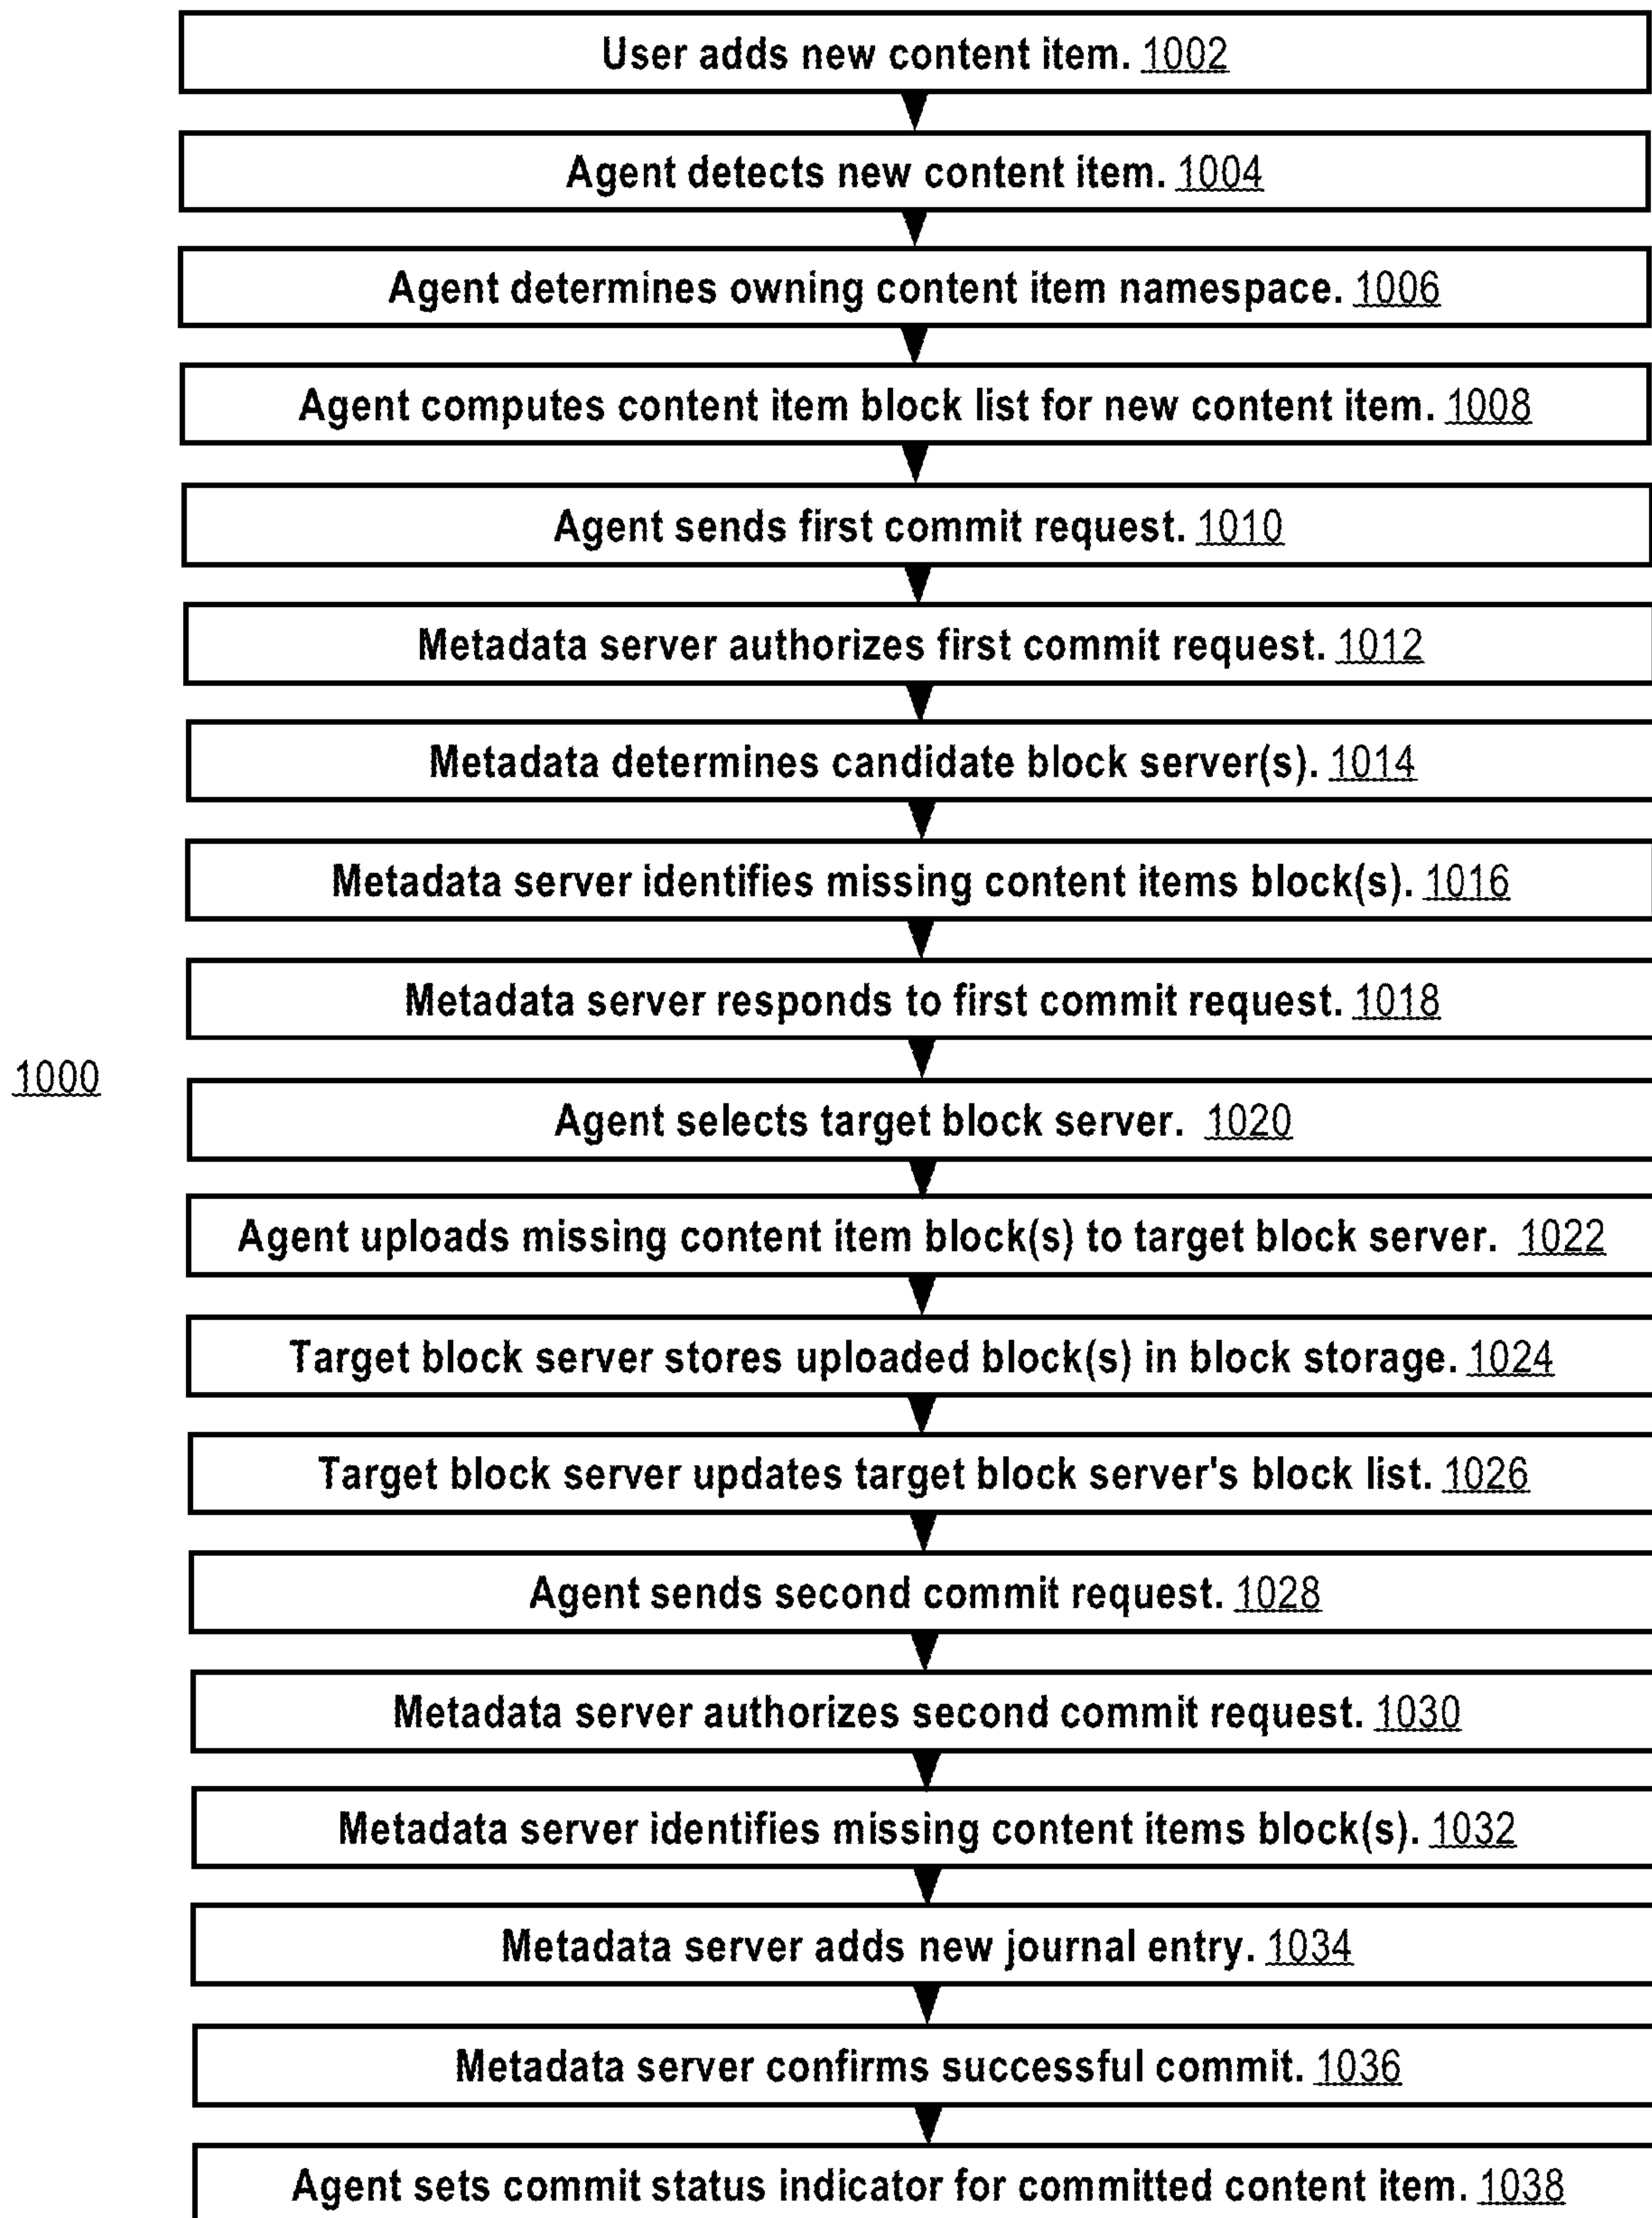 User adds new content item. 1002
Agent detects new content item. 1004
Agent determines owning content item namespace. 1006
Agent computes content item block list for new content item. 1008
Agent sends first commit request. 1010
Metadata server authorizes first commit request. 1012
Metadata determines candidate block server(s). 1014
Metadata server identifies missing content items block(s). 1016
Metadata server responds to first commit request. 1018
1000
Agent selects target block server. 1020
Agent uploads missing content item block(s) to target block server. 1022
Target block server stores uploaded block(s) in block storage. 1024
Target block server updates target block server's block list. 1026
Agent sends second commit request. 1028
Metadata server authorizes second commit request. 1030
Metadata server identifies missing content items block(s). 1032
Metadata server adds new journal entry. 1034
Metadata server confirms successful commit. 1036
Agent sets commit status indicator for committed content item. 1038